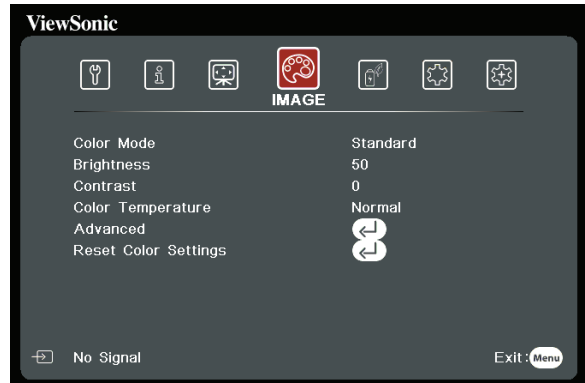 ViewSonic
IMAGE
Color Mode Standard
Brightness 50
Contrast 0
Color Temperature Normal
Advanced
Reset Color Settings
No Signal Exit: Menu